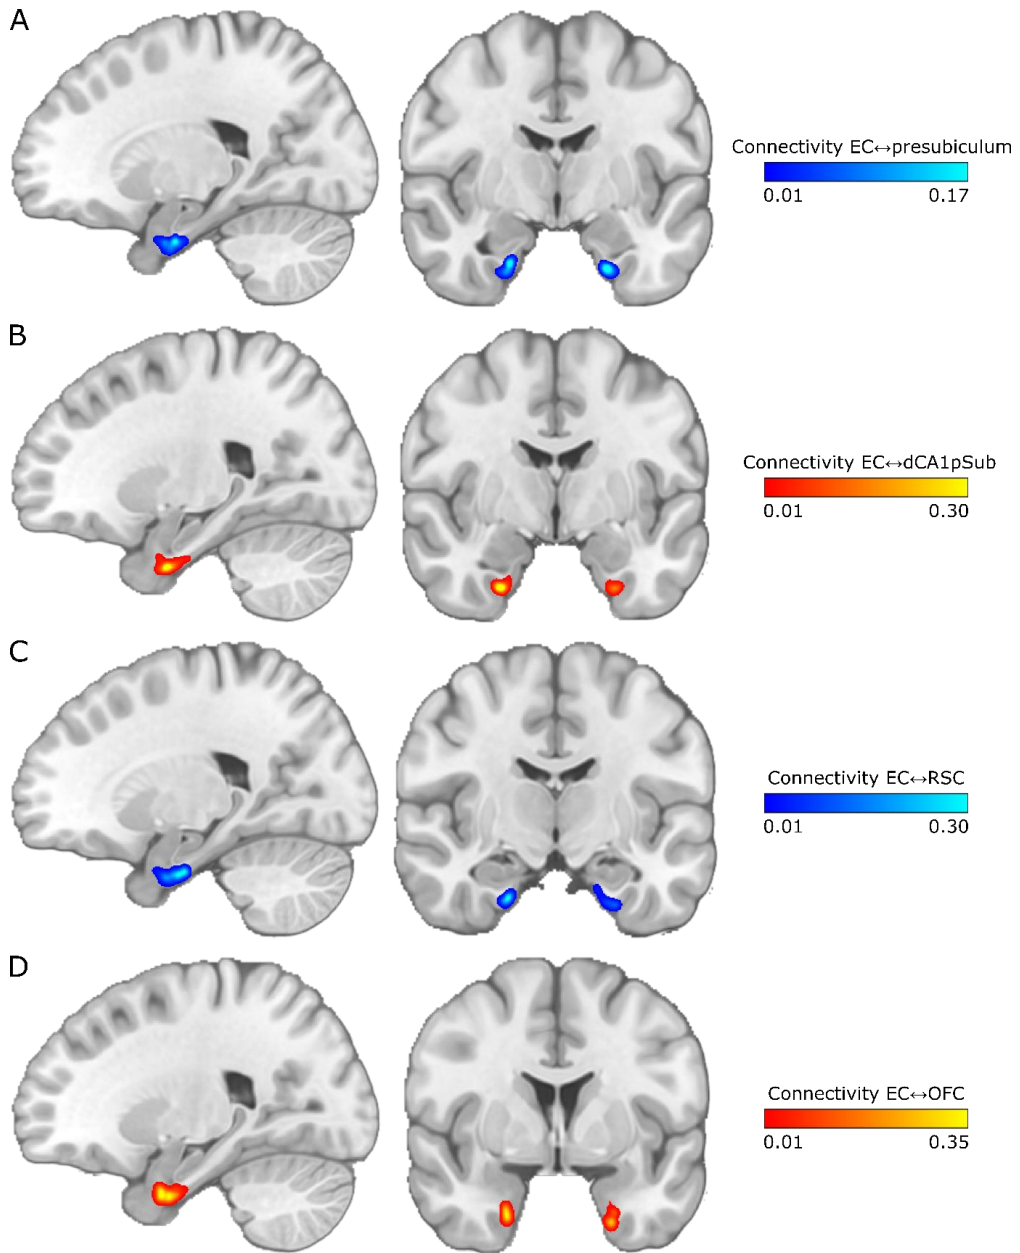 A
Connectivity EC↔presubiculum
0.01 0.17
B
Connectivity EC↔dCA1pSub
0.01 0.30
C
Connectivity EC↔RSC
0.01 0.30
D
Connectivity EC↔OFC
0.01 0.35